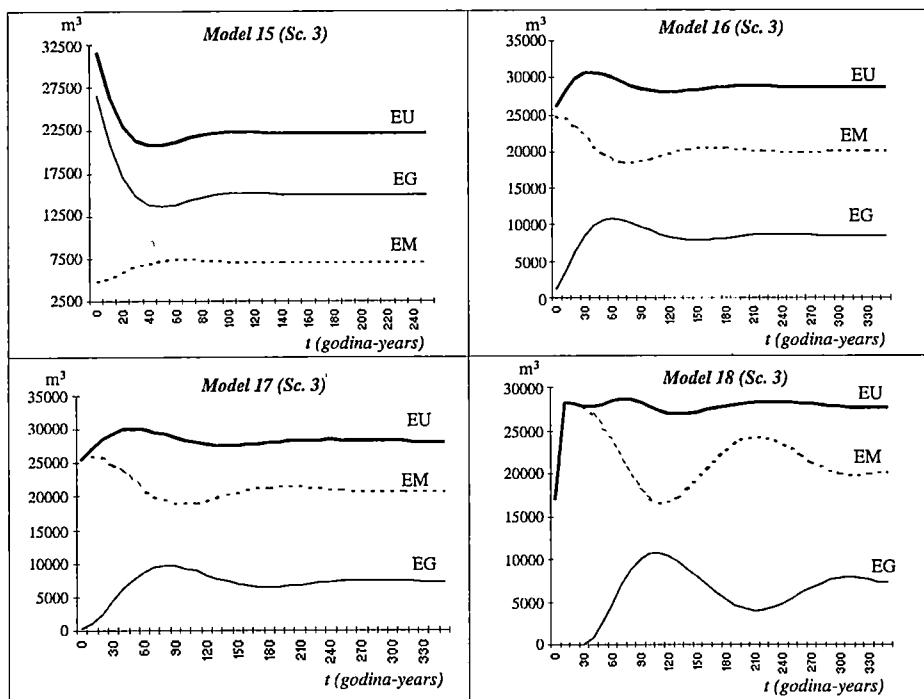 m³
Model 15 (Sc. 3)
32500
27500
22500
17500
12500
7500
2500
EU
EG
EM
0 20 40 60 80 100 120 140 160 180 200 220 240
t (godina-years)
m³
Model 16 (Sc. 3)
35000
30000
25000
20000
15000
10000
5000
0
EU
EM
EG
0 30 60 90 120 150 180 210 240 270 300 330
t (godina-years)
m³
Model 17 (Sc. 3)
35000
30000
25000
20000
15000
10000
5000
0
EU
EM
EG
0 30 60 90 120 150 180 210 240 270 300 330
t (godina-years)
m³
Model 18 (Sc. 3)
30000
25000
20000
15000
10000
5000
0
EU
EM
EG
0 30 60 90 120 150 180 210 240 270 300 330
t (godina-years)